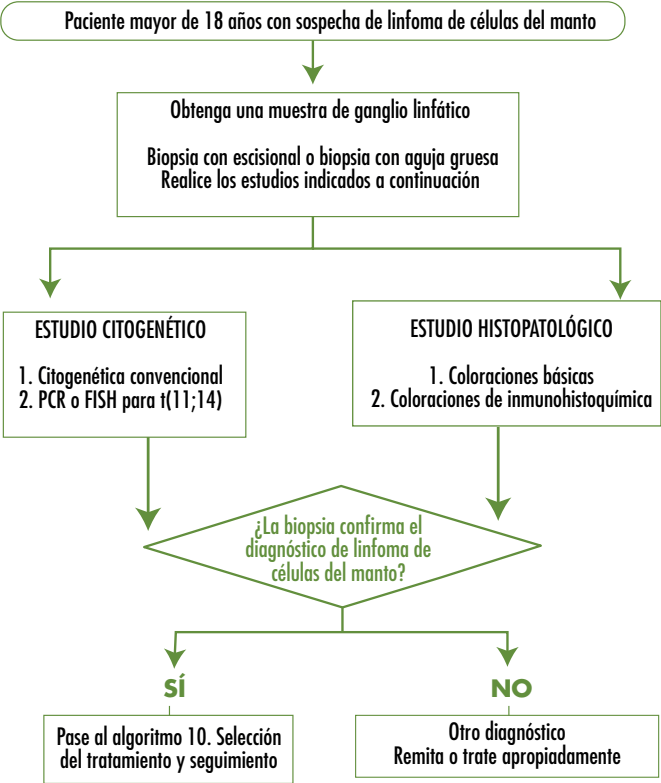 Paciente mayor de 18 años con sospecha de linfoma de células del manto
Obtenga una muestra de ganglio linfático
Biopsia con escisional o biopsia con aguja gruesa
Realice los estudios indicados a continuación
ESTUDIO CITOGENÉTICO
1. Citogenética convencional
2. PCR o FISH para t(11;14)
ESTUDIO HISTOPATOLÓGICO
1. Coloraciones básicas
2. Coloraciones de inmunohistoquímica
¿La biopsia confirma el
diagnóstico de linfoma de
células del manto?
SÍ
NO
Pase al algoritmo 10. Selección
del tratamiento y seguimiento
Otro diagnóstico
Remita o trate apropiadamente